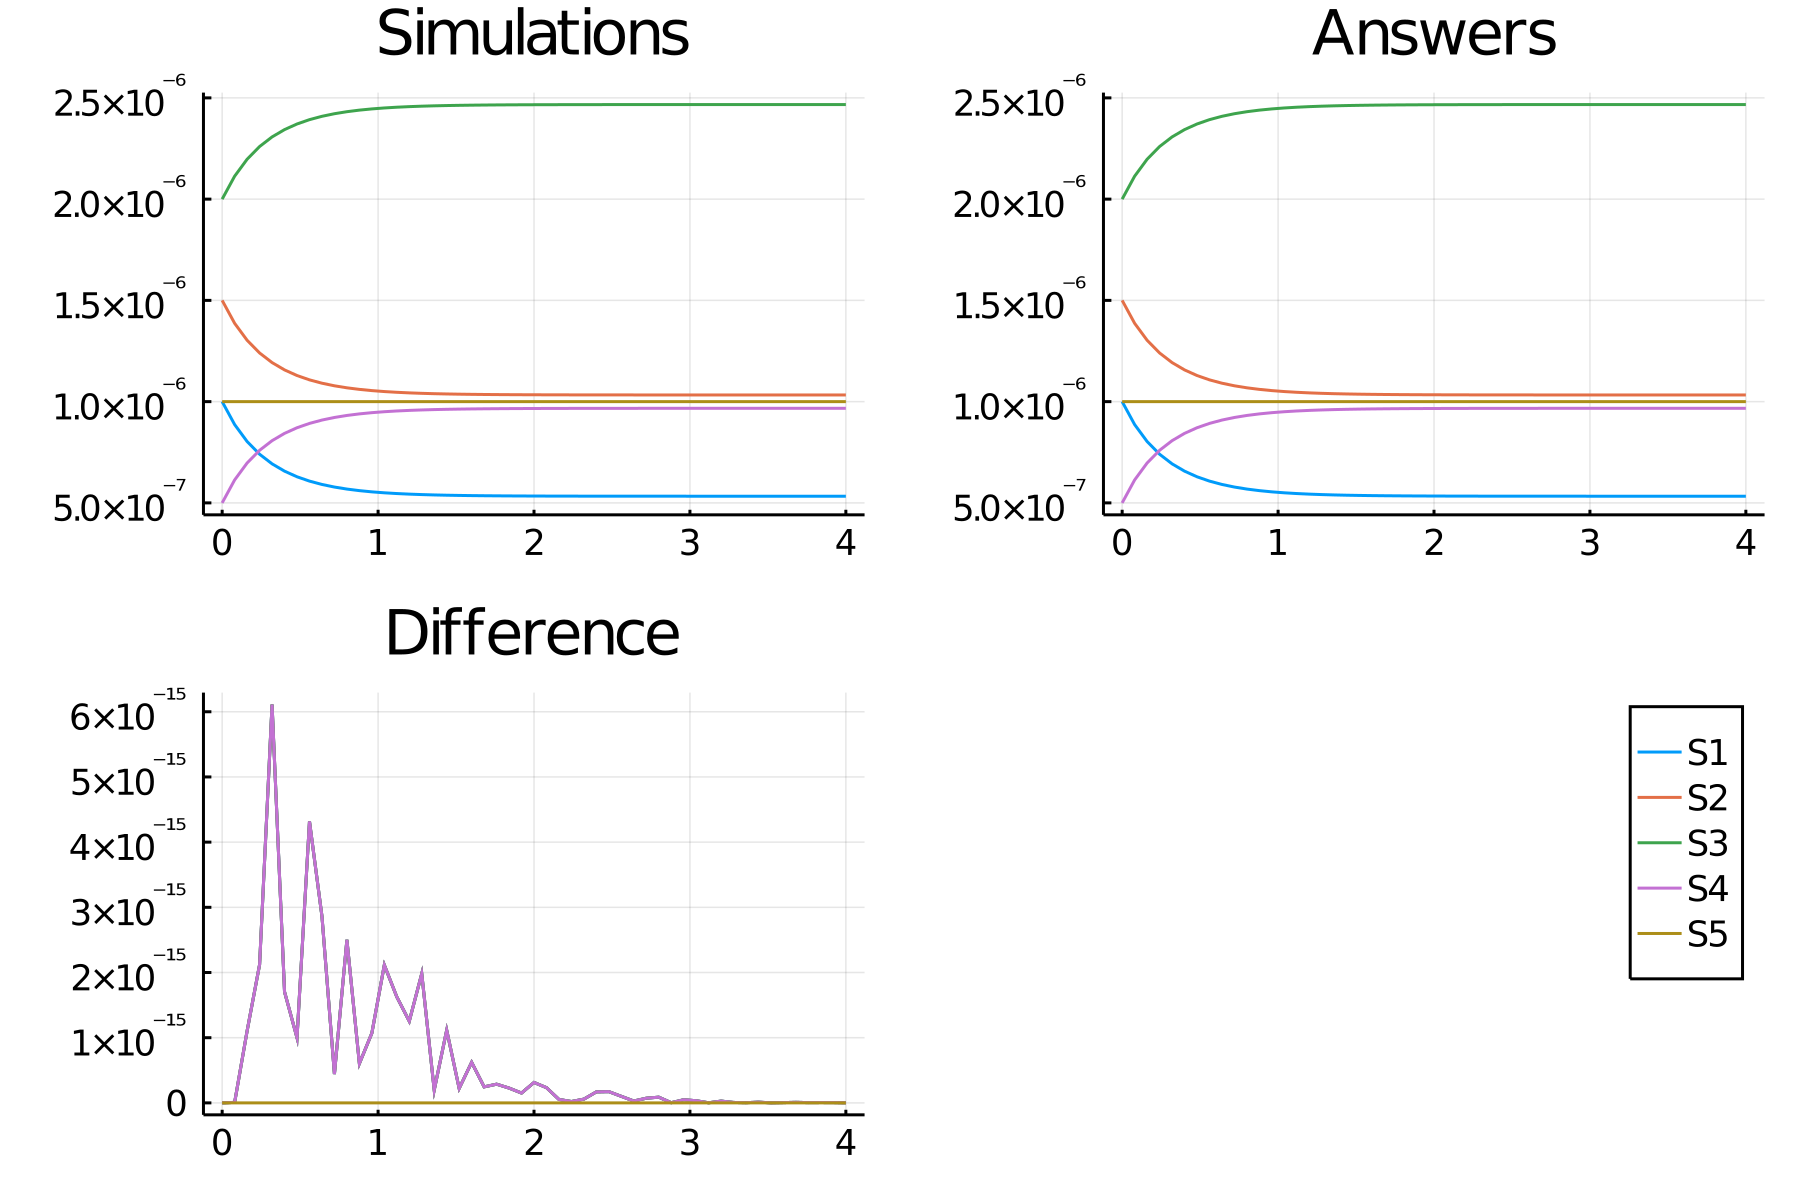 Simulations
2.5×10⁻⁶
2.0×10⁻⁶
1.5×10⁻⁶
1.0×10⁻⁶
5.0×10⁻⁷
0 1 2 3 4
Answers
2.5×10⁻⁶
2.0×10⁻⁶
1.5×10⁻⁶
1.0×10⁻⁶
5.0×10⁻⁷
0 1 2 3 4
Difference
6×10⁻¹⁵
5×10⁻¹⁵
4×10⁻¹⁵
3×10⁻¹⁵
2×10⁻¹⁵
1×10⁻¹⁵
0
0 1 2 3 4
S1
S2
S3
S4
S5